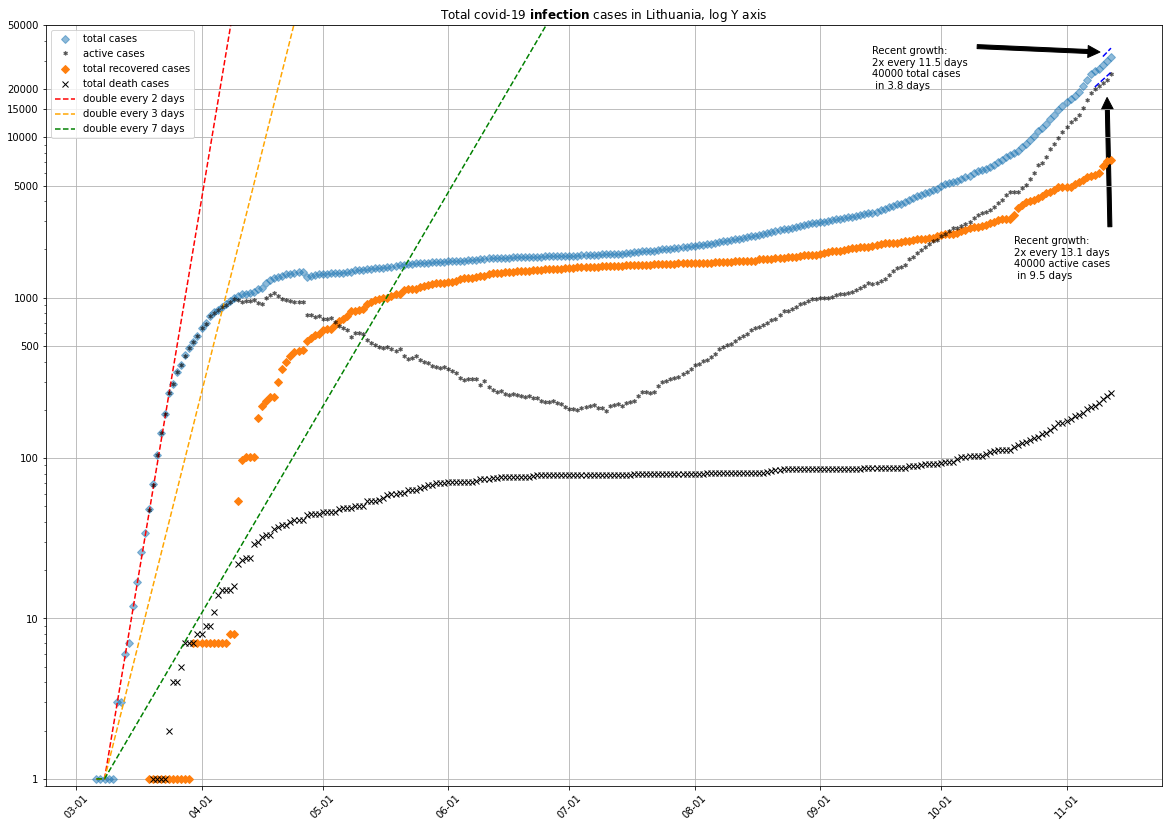 Total covid-19 infection cases in Lithuania, log Y axis
total cases
active cases
total recovered cases
total death cases
double every 2 days
double every 3 days
double every 7 days
Recent growth:
2x every 11.5 days
40000 total cases
in 3.8 days
Recent growth:
2x every 13.1 days
40000 active cases
in 9.5 days
50000
20000
15000
10000
5000
1000
500
100
10
1
03-01
04-01
05-01
06-01
07-01
08-01
09-01
10-01
11-01